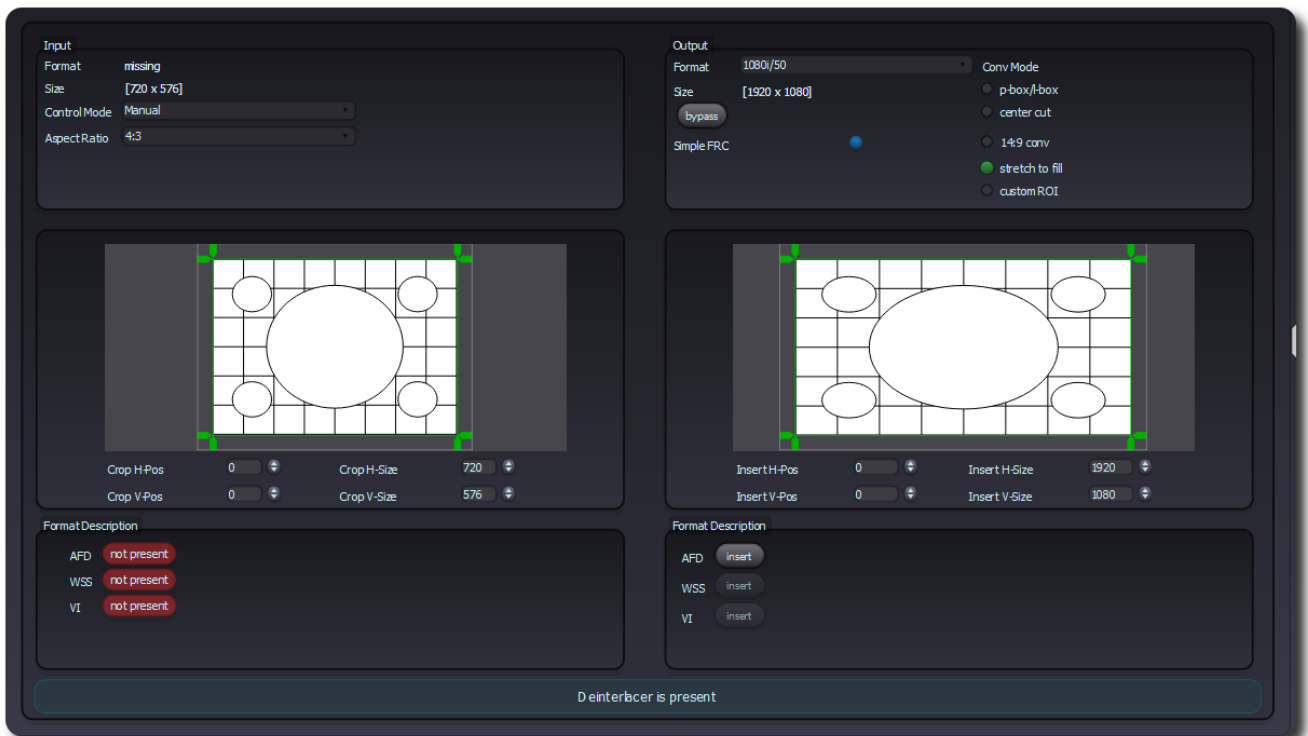 Input
Format missing
Size [720 x 576]
Control Mode Manual
Aspect Ratio 4:3
Output
Format 1080i/50
Size [1920 x 1080]
bypass
Simple FRC
Conv Mode
p-box/l-box
center cut
14:9 conv
stretch to fill
custom ROI
Crop H-Pos 0 Crop H-Size 720
Crop V-Pos 0 Crop V-Size 576
Insert H-Pos 0 Insert H-Size 1920
Insert V-Pos 0 Insert V-Size 1080
Format Description
AFD not present
WSS not present
VI not present
Format Description
AFD insert
WSS insert
VI insert
Deinterlacer is present